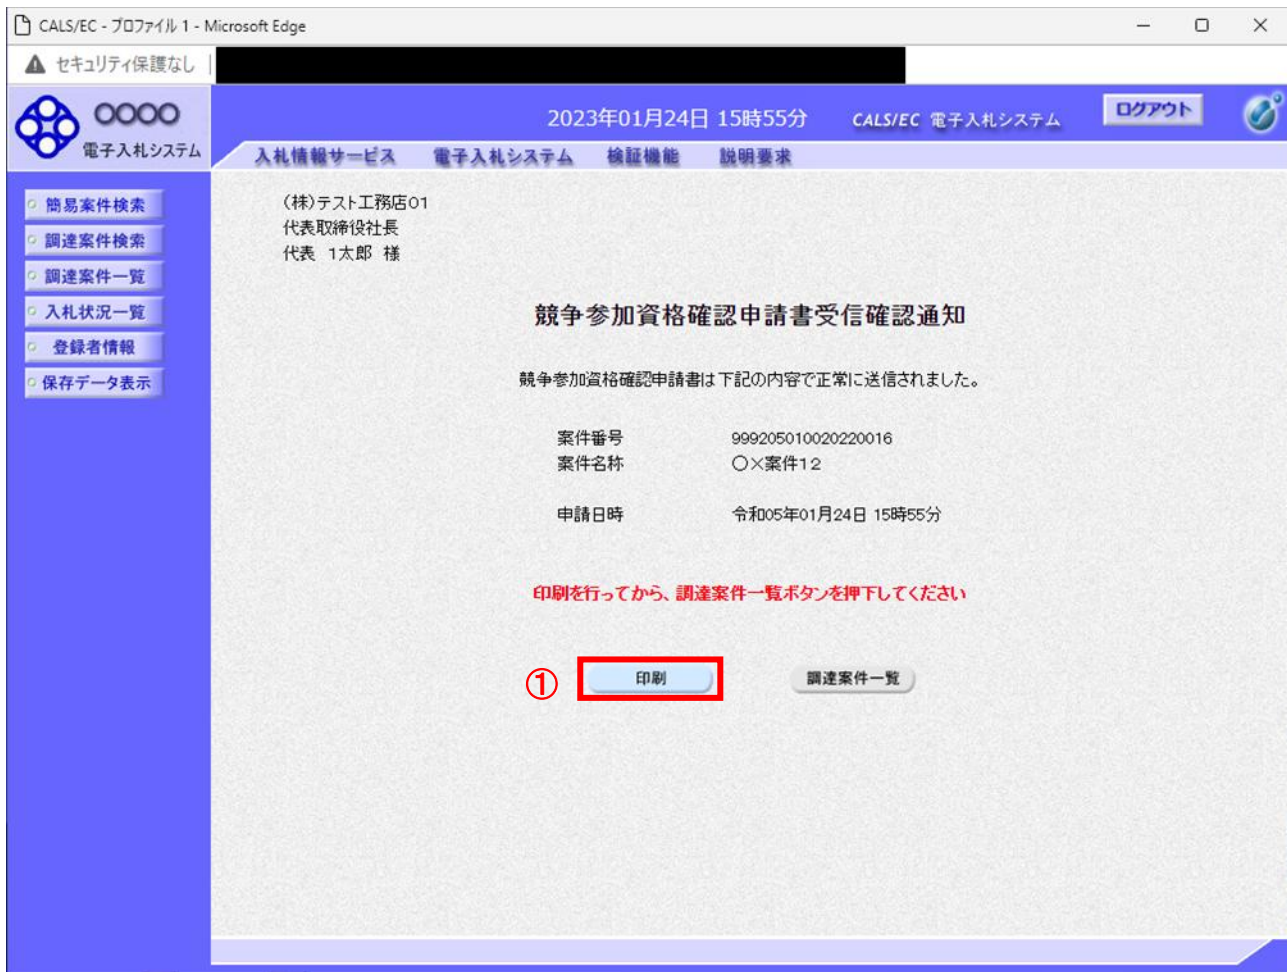 CALS/EC - プロファイル 1 - Microsoft Edge
セキュリティ保護なし
〇〇〇〇
電子入札システム
2023年01月24日 15時55分
CALS/EC 電子入札システム
ログアウト
入札情報サービス 電子入札システム 検証機能 説明要求
簡易案件検索
調達案件検索
調達案件一覧
入札状況一覧
登録者情報
保存データ表示
(株)テスト工務店01
代表取締役社長
代表 1太郎 様
競争参加資格確認申請書受信確認通知
競争参加資格確認申請書は下記の内容で正常に送信されました。
案件番号 999205010020220016
案件名称 〇×案件12
申請日時 令和05年01月24日 15時55分
印刷を行ってから、調達案件一覧ボタンを押下してください
① 印刷 調達案件一覧